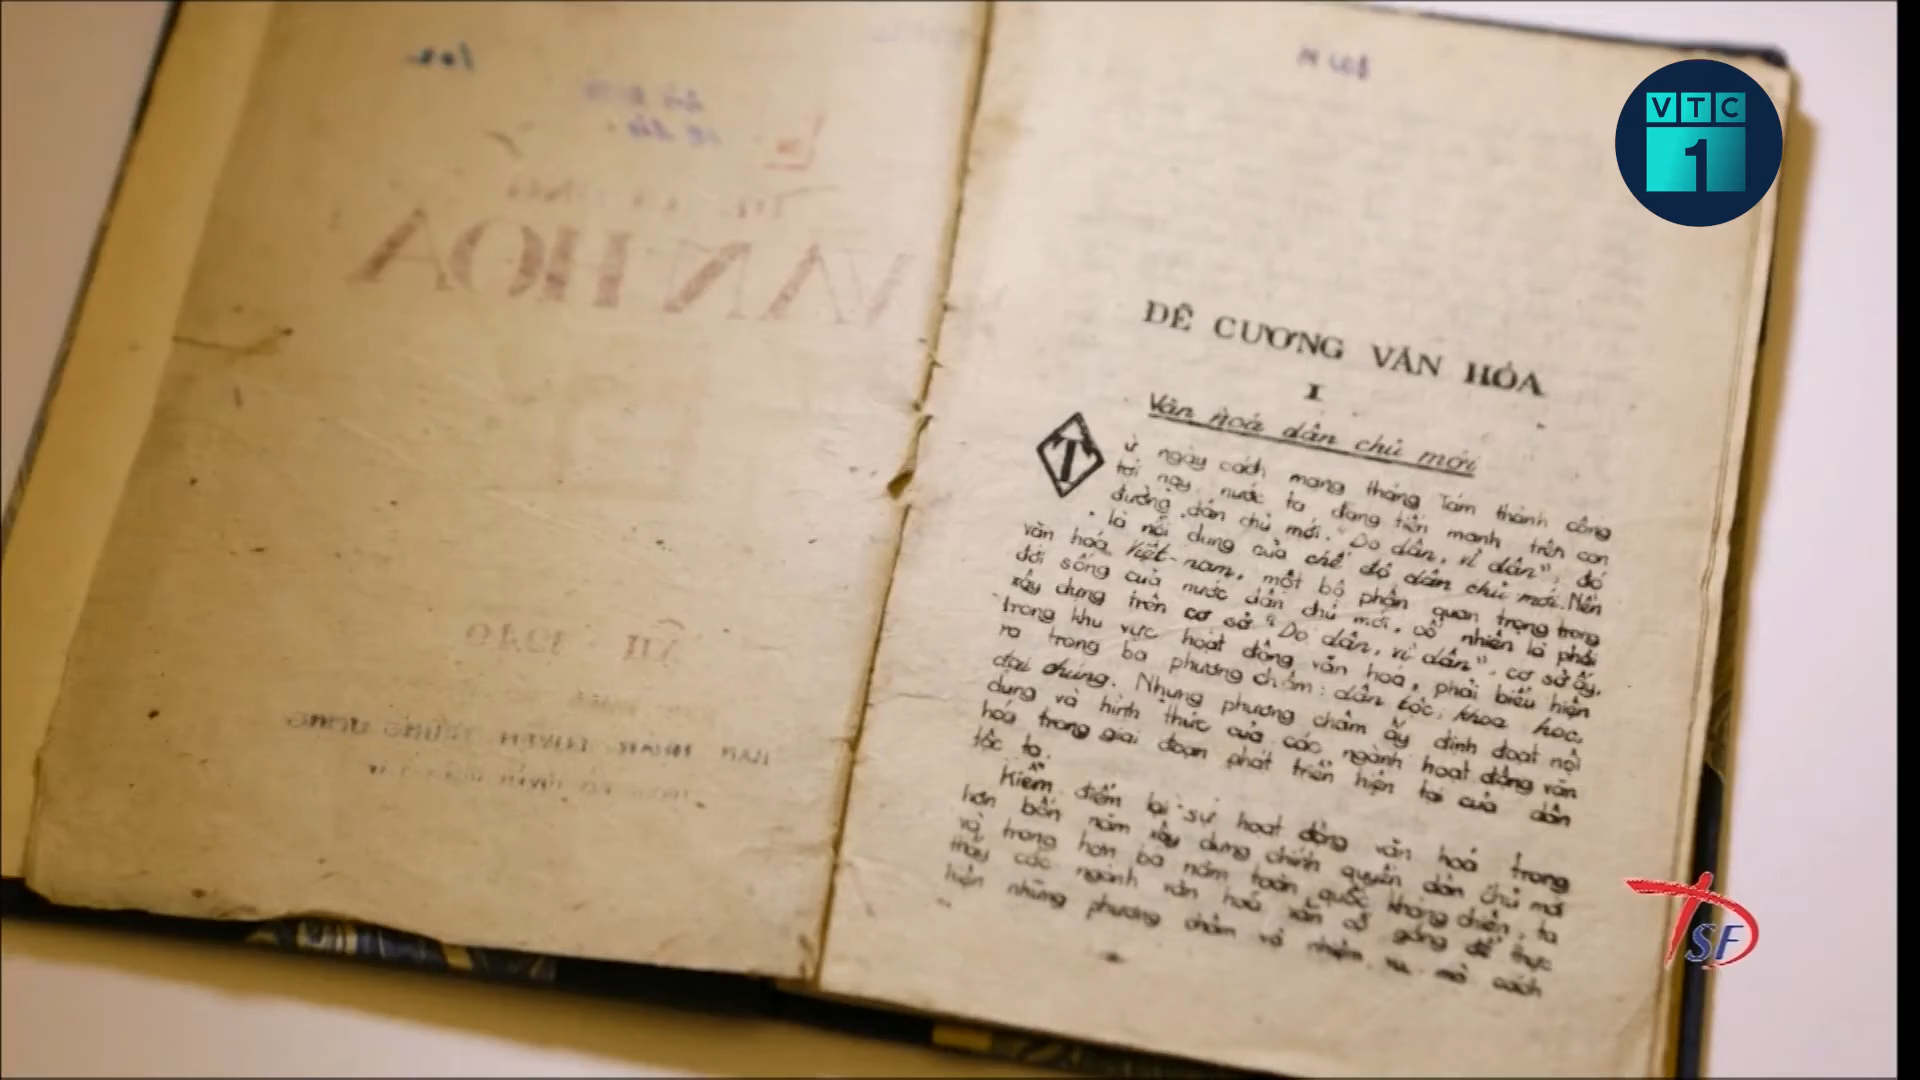 VTC
1
ĐỀ CƯƠNG VĂN HÓA
I
Văn hoá dân chủ mới
Từ ngày cách mạng tháng Tám thành công
tới nay, nước ta đang tiến mạnh trên con
đường dân chủ mới. "Do dân, vì dân", đó
là nội dung của chế độ dân chủ mới. Nền
văn hoá Việt-nam, một bộ phận quan trọng trong
đời sống của nước dân chủ mới, cố nhiên là phải
xây dựng trên cơ sở "Do dân, vì dân", cơ sở ấy,
trong khu vực hoạt động văn hoá, phải biểu hiện
ra trong ba phương châm: dân tộc, khoa học,
đại chúng. Nhưng phương châm ấy định đoạt nội
dung và hình thức của các ngành hoạt động văn
hoá trong giai đoạn phát triển hiện tại của dân
tộc ta.
Kiểm điểm lại sự hoạt động văn hoá trong
hơn bốn năm xây dựng chính quyền dân chủ mới
và trong hơn ba năm toàn quốc kháng chiến, ta
thấy các ngành văn hoá vẫn cố gắng để thực
hiện những phương châm và nhiệm vụ mà cách
VĂN HOÁ
VII - 1949
BAN TUYÊN TRUNG ƯƠNG
TSF